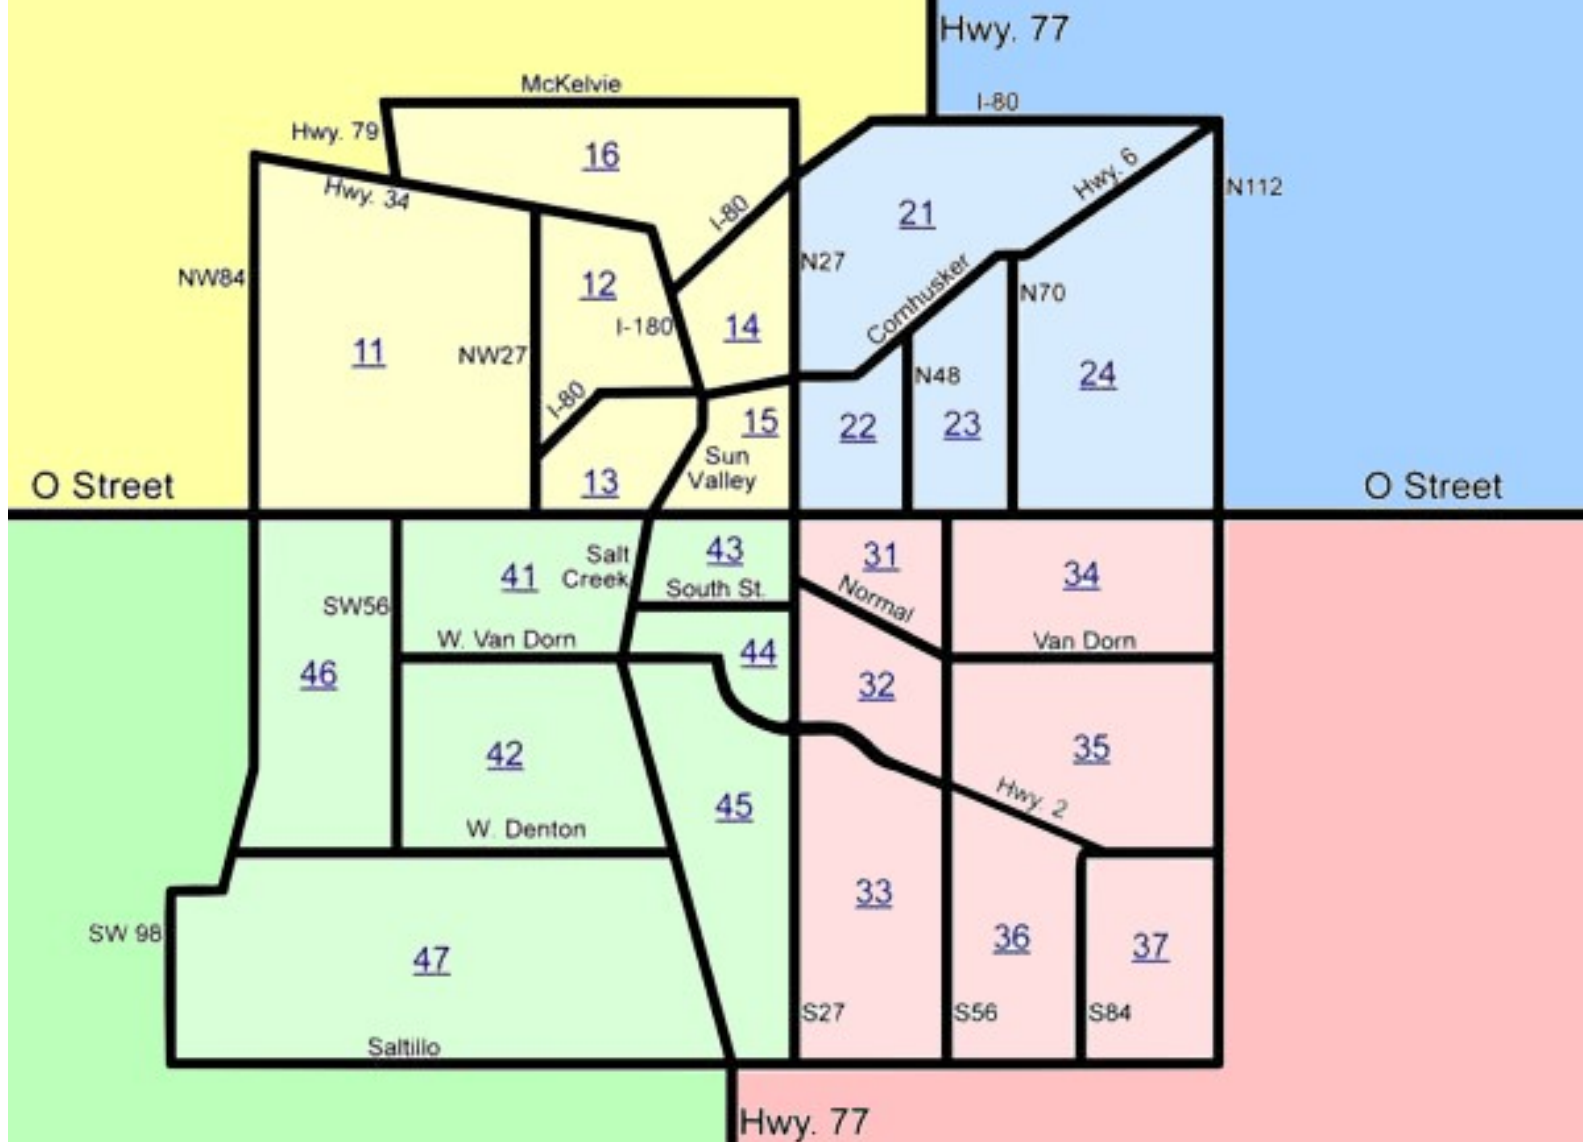 Hwy. 77
McKelvie
I-80
Hwy. 79
16
Hwy. 6
Hwy. 34
N112
I-80
21
NW84
12
N27
Cornhusker
N70
I-180
14
11
NW27
N48
24
I-80
15
22
23
Sun
Valley
13
O Street
O Street
43
Salt
Creek
41
31
34
South St.
Normal
SW56
W. Van Dorn
Van Dorn
44
46
32
42
35
45
Hwy. 2
W. Denton
33
SW 98
36
37
47
S27
S56
S84
Saltillo
Hwy. 77